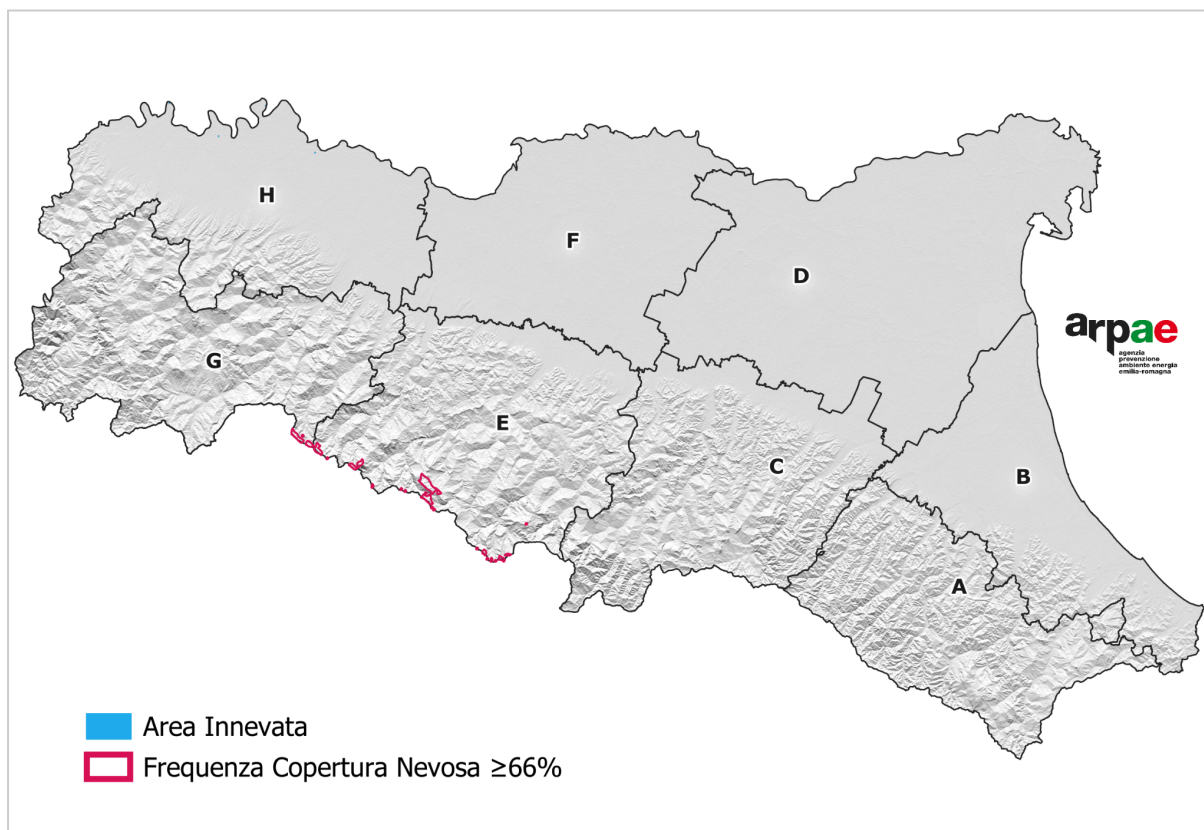 H
F
D
G
E
C
B
A
arpae
agenzia
prevenzione
ambiente energia
emilia-romagna
Area Innevata
Frequenza Copertura Nevosa ≥66%